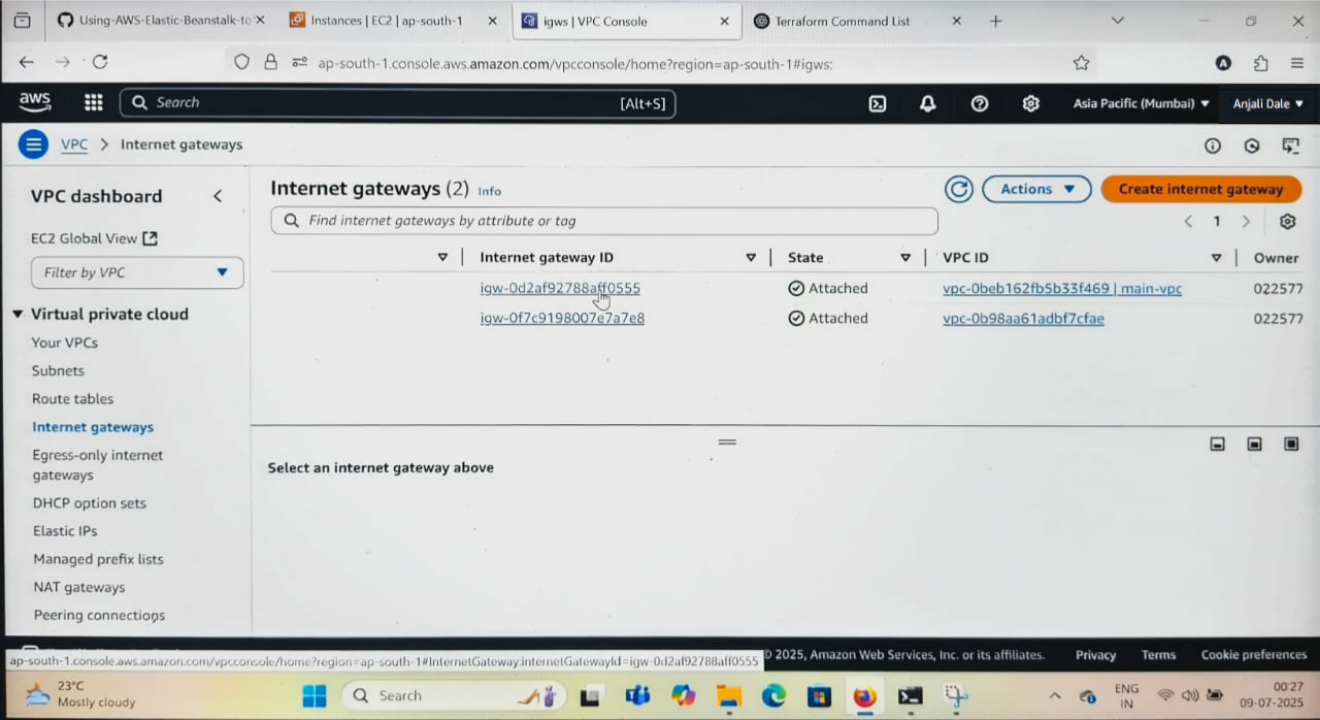 Using-AWS-Elastic-Beanstalk-to
Instances | EC2 | ap-south-1
igws | VPC Console
Terraform Command List
ap-south-1.console.aws.amazon.com/vpcconsole/home?region=ap-south-1#igws:
aws
Search
[Alt+S]
Asia Pacific (Mumbai)
Anjali Dale
VPC > Internet gateways
VPC dashboard
EC2 Global View
Filter by VPC
Virtual private cloud
Your VPCs
Subnets
Route tables
Internet gateways
Egress-only internet
gateways
DHCP option sets
Elastic IPs
Managed prefix lists
NAT gateways
Peering connections
Internet gateways (2) Info
Actions
Create internet gateway
Find internet gateways by attribute or tag
1
Internet gateway ID State VPC ID Owner
igw-0d2af92788aff0555 Attached vpc-0beb162fb5b33f469 | main-vpc 022577
igw-0f7c9198007e7a7e8 Attached vpc-0b98aa61adbf7cfae 022577
Select an internet gateway above
ap-south-1.console.aws.amazon.com/vpcconsole/home?region=ap-south-1#InternetGateway:internetGatewayId=igw-0d2af92788aff0555
© 2025, Amazon Web Services, Inc. or its affiliates. Privacy Terms Cookie preferences
23°C
Mostly cloudy
Search
ENG
IN
00:27
09-07-2025